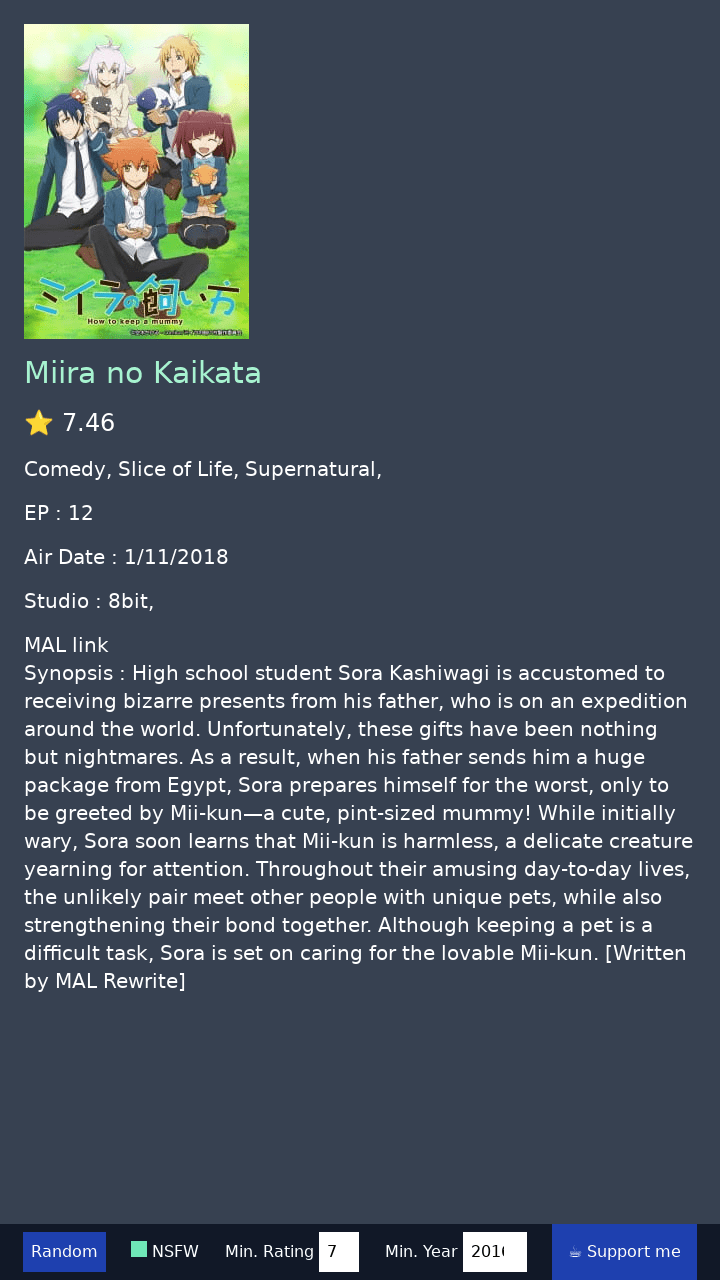 ミイラの飼い方
How to keep a mummy
Miira no Kaikata
⭐ 7.46
Comedy, Slice of Life, Supernatural,
EP : 12
Air Date : 1/11/2018
Studio : 8bit,
MAL link
Synopsis : High school student Sora Kashiwagi is accustomed to
receiving bizarre presents from his father, who is on an expedition
around the world. Unfortunately, these gifts have been nothing
but nightmares. As a result, when his father sends him a huge
package from Egypt, Sora prepares himself for the worst, only to
be greeted by Mii-kun—a cute, pint-sized mummy! While initially
wary, Sora soon learns that Mii-kun is harmless, a delicate creature
yearning for attention. Throughout their amusing day-to-day lives,
the unlikely pair meet other people with unique pets, while also
strengthening their bond together. Although keeping a pet is a
difficult task, Sora is set on caring for the lovable Mii-kun. [Written
by MAL Rewrite]
Random NSFW Min. Rating 7 Min. Year 201 ☕ Support me